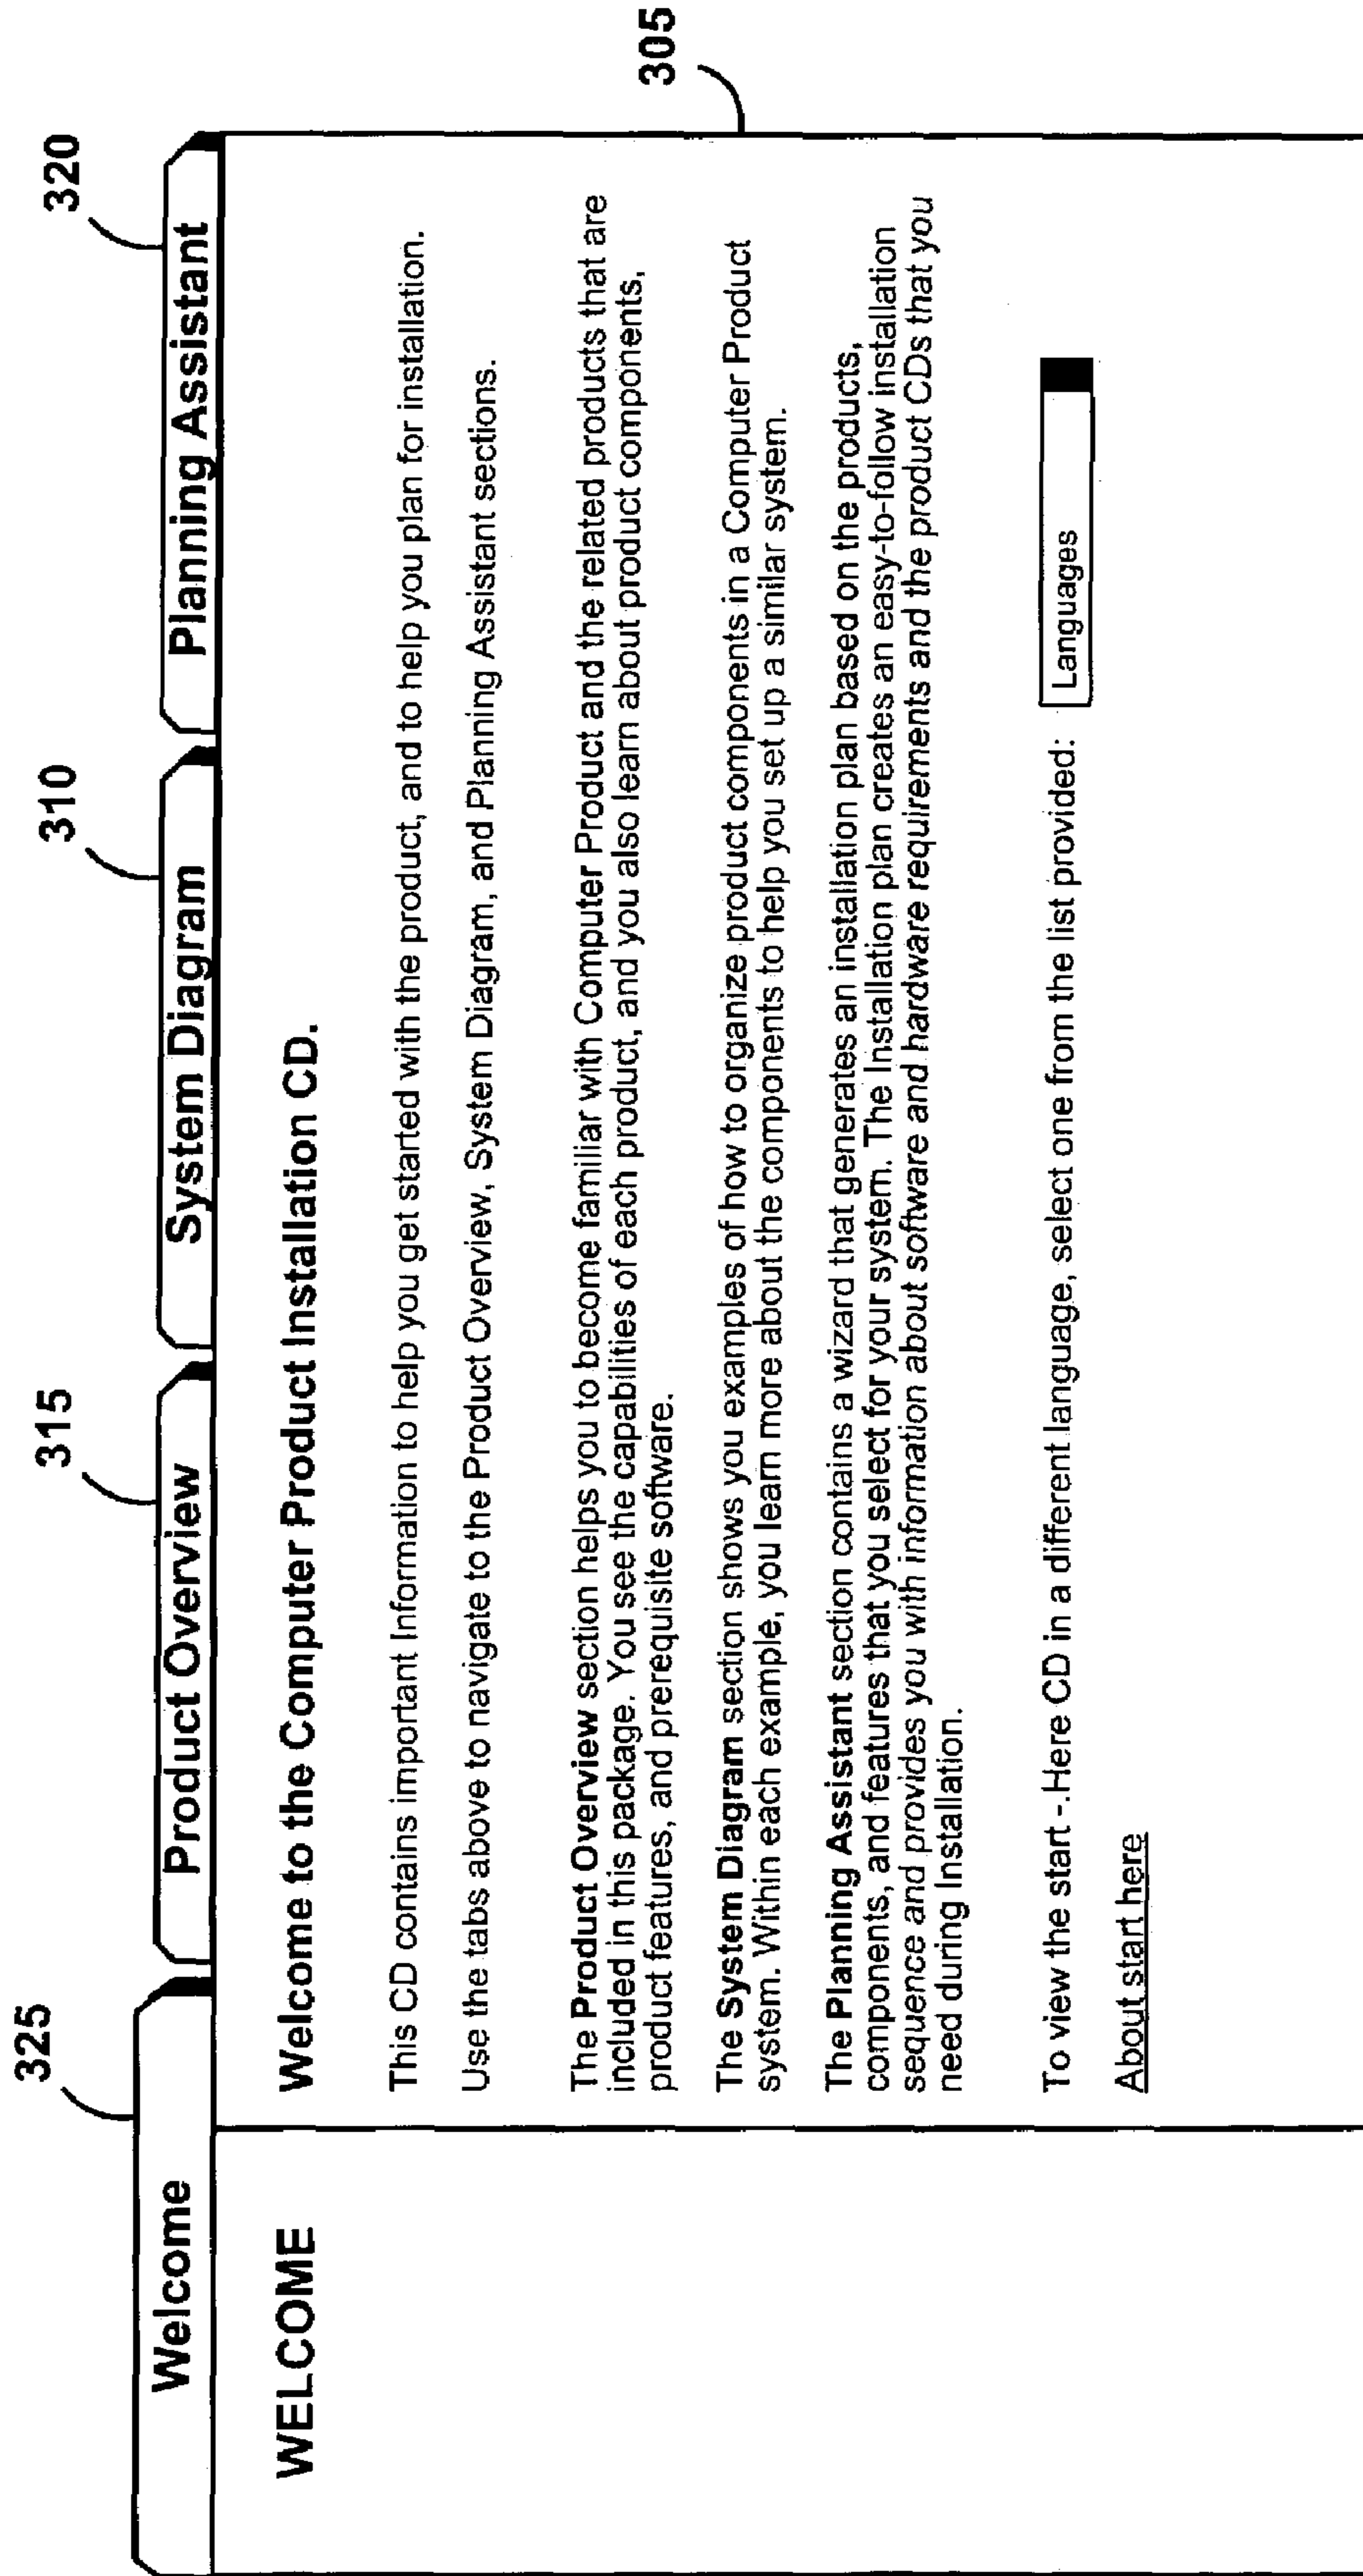 325
315
310
320
Welcome
Product Overview
System Diagram
Planning Assistant
305
WELCOME
Welcome to the Computer Product Installation CD.
This CD contains important Information to help you get started with the product, and to help you plan for installation.
Use the tabs above to navigate to the Product Overview, System Diagram, and Planning Assistant sections.
The Product Overview section helps you to become familiar with Computer Product and the related products that are
included in this package. You see the capabilities of each product, and you also learn about product components,
product features, and prerequisite software.
The System Diagram section shows you examples of how to organize product components in a Computer Product
system. Within each example, you learn more about the components to help you set up a similar system.
The Planning Assistant section contains a wizard that generates an installation plan based on the products,
components, and features that you select for your system. The Installation plan creates an easy-to-follow installation
sequence and provides you with information about software and hardware requirements and the product CDs that you
need during Installation.
To view the start -.Here CD in a different language, select one from the list provided: Languages
About start here